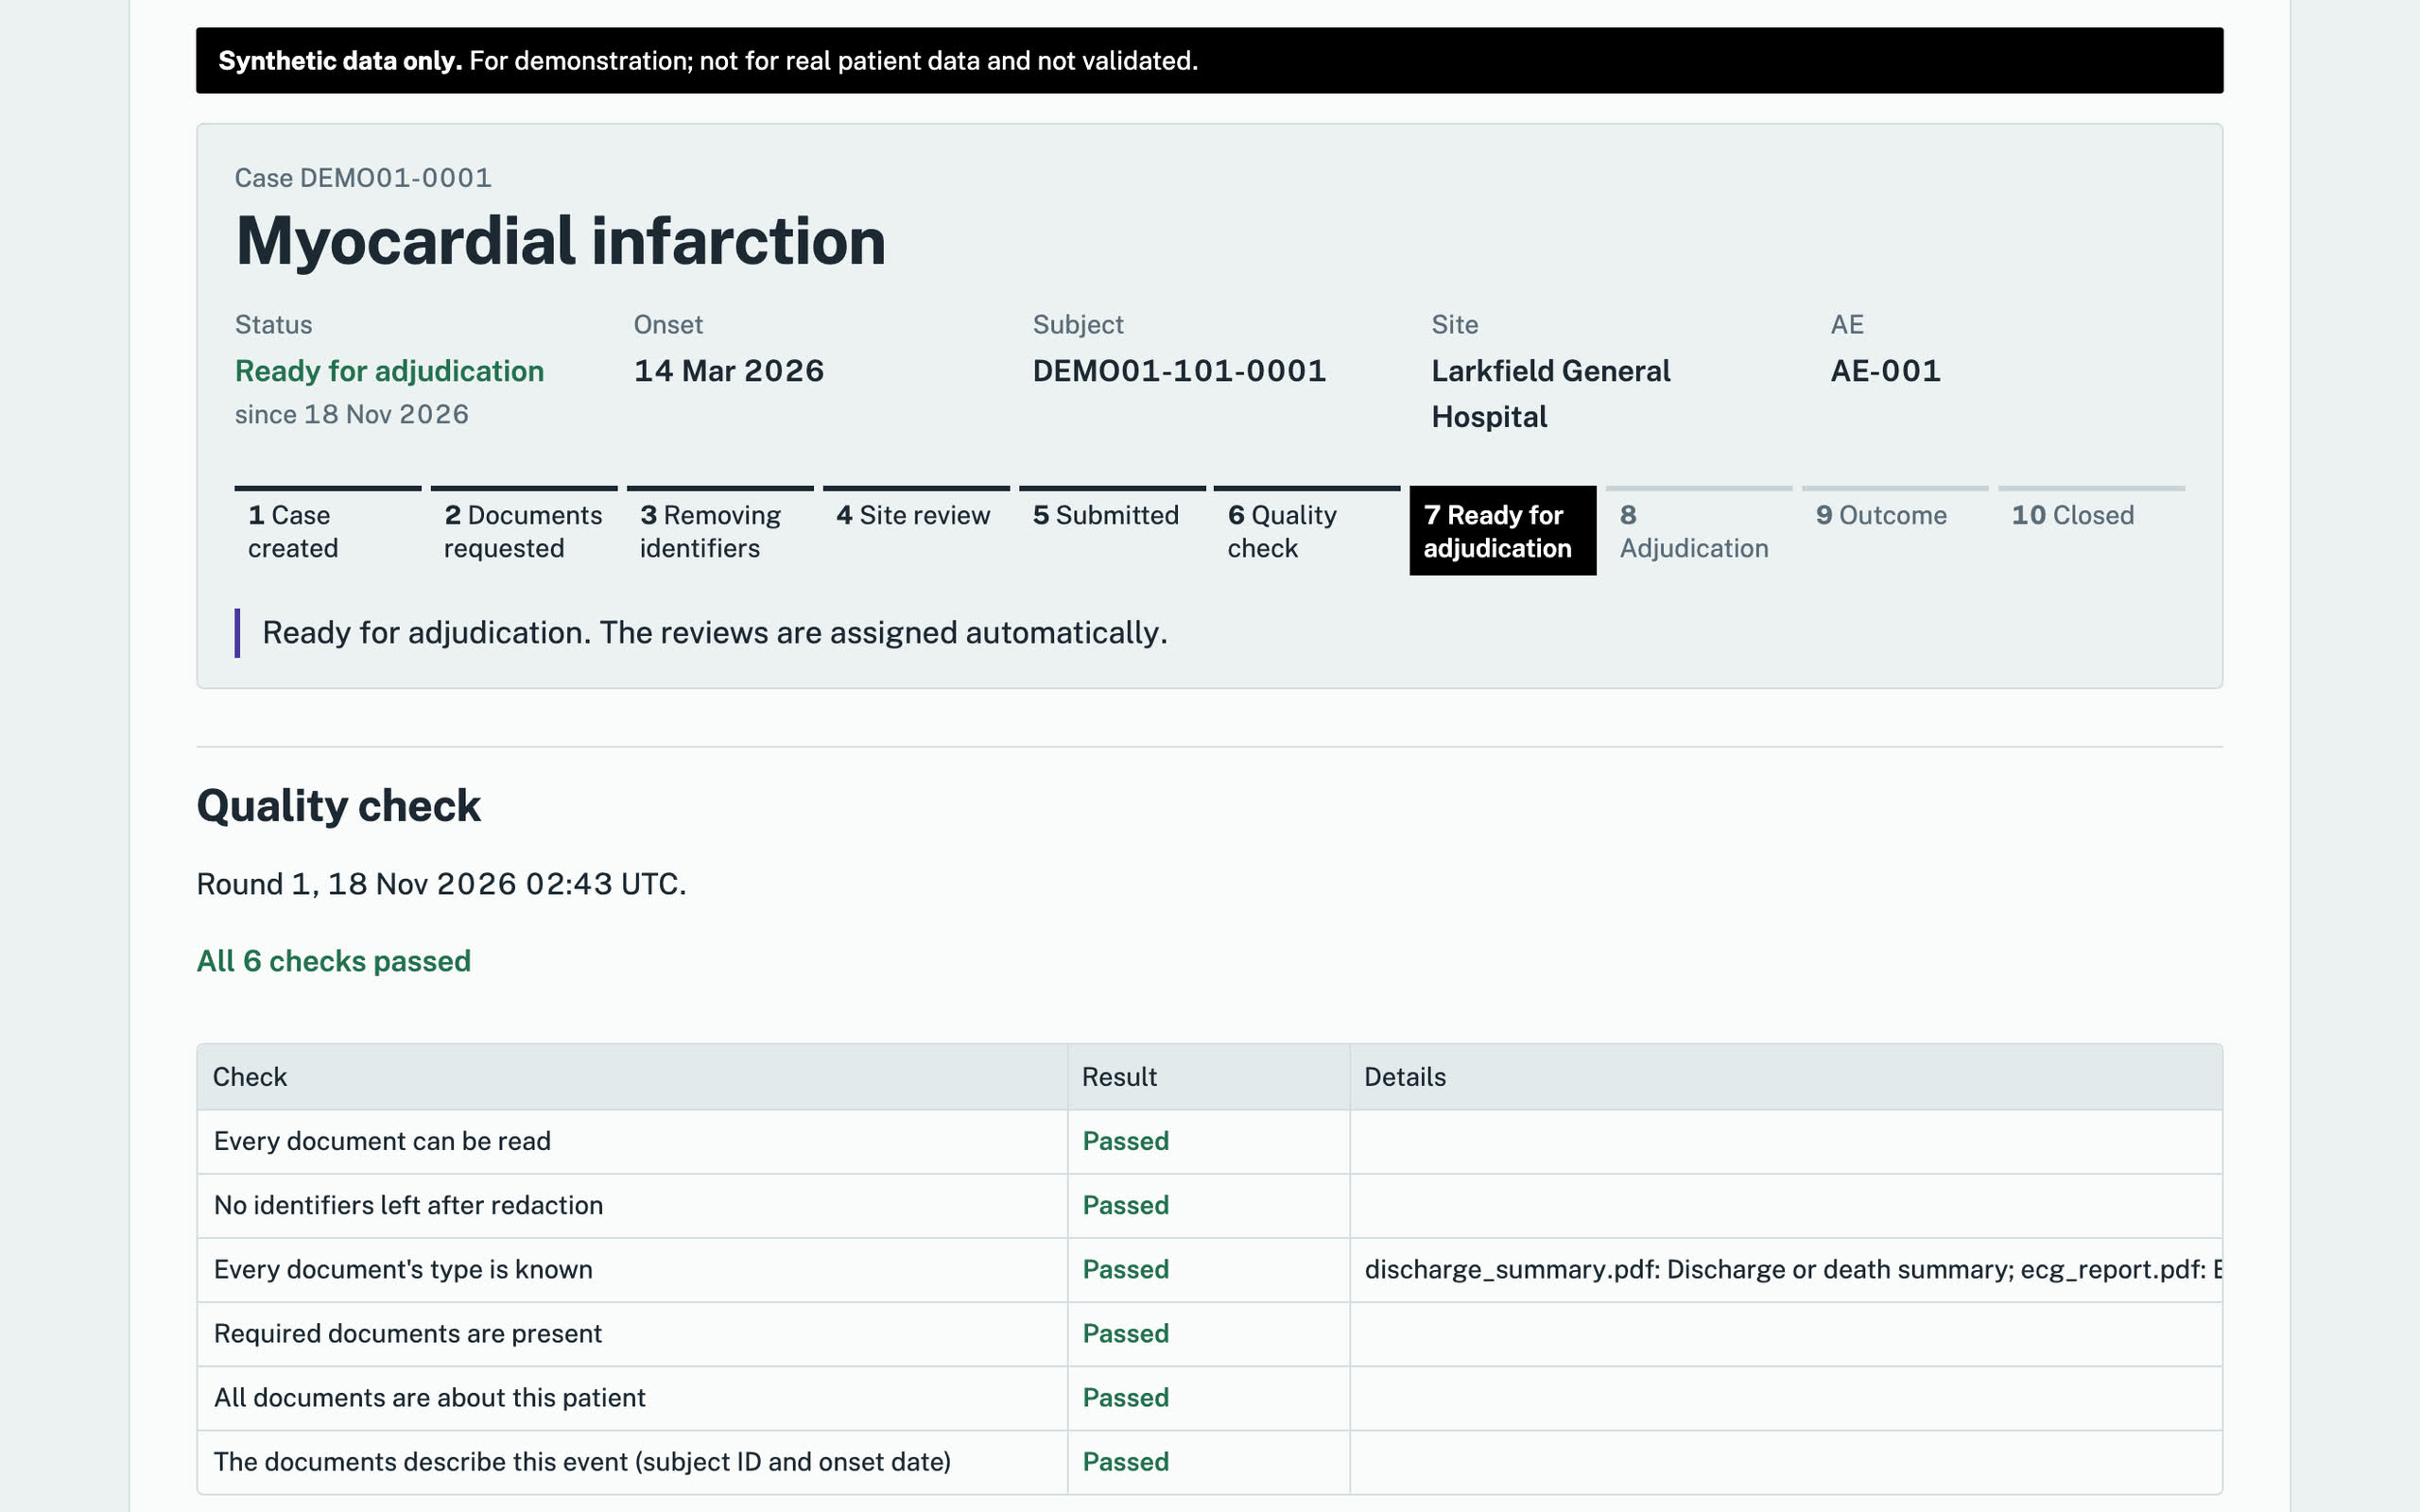 Synthetic data only. For demonstration; not for real patient data and not validated.
Case DEMO01-0001
Myocardial infarction
Status
Ready for adjudication
since 18 Nov 2026
Onset
14 Mar 2026
Subject
DEMO01-101-0001
Site
Larkfield General
Hospital
AE
AE-001
1 Case
created
2 Documents
requested
3 Removing
identifiers
4 Site review
5 Submitted
6 Quality
check
7 Ready for
adjudication
8
Adjudication
9 Outcome
10 Closed
Ready for adjudication. The reviews are assigned automatically.
Quality check
Round 1, 18 Nov 2026 02:43 UTC.
All 6 checks passed
Check Result Details
Every document can be read Passed
No identifiers left after redaction Passed
Every document's type is known Passed discharge_summary.pdf: Discharge or death summary; ecg_report.pdf:
Required documents are present Passed
All documents are about this patient Passed
The documents describe this event (subject ID and onset date) Passed